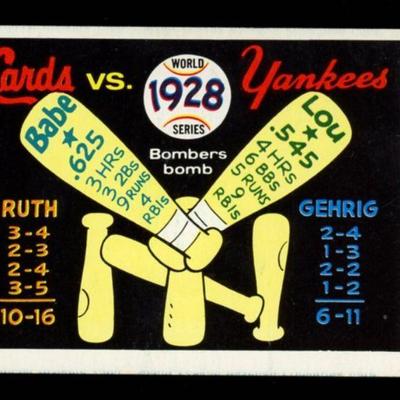 Cards vs. Yankees
WORLD
1928
SERIES
Bombers
bomb
Babe
.625
3 HRs
3 2Bs
9 RUNS
4 RBIs
Lou
.545
4 HRs
6 BBs
5 RUNS
9 RBIs
RUTH
3-4
2-3
2-4
3-5
10-16
GEHRIG
2-4
1-3
2-2
1-2
6-11